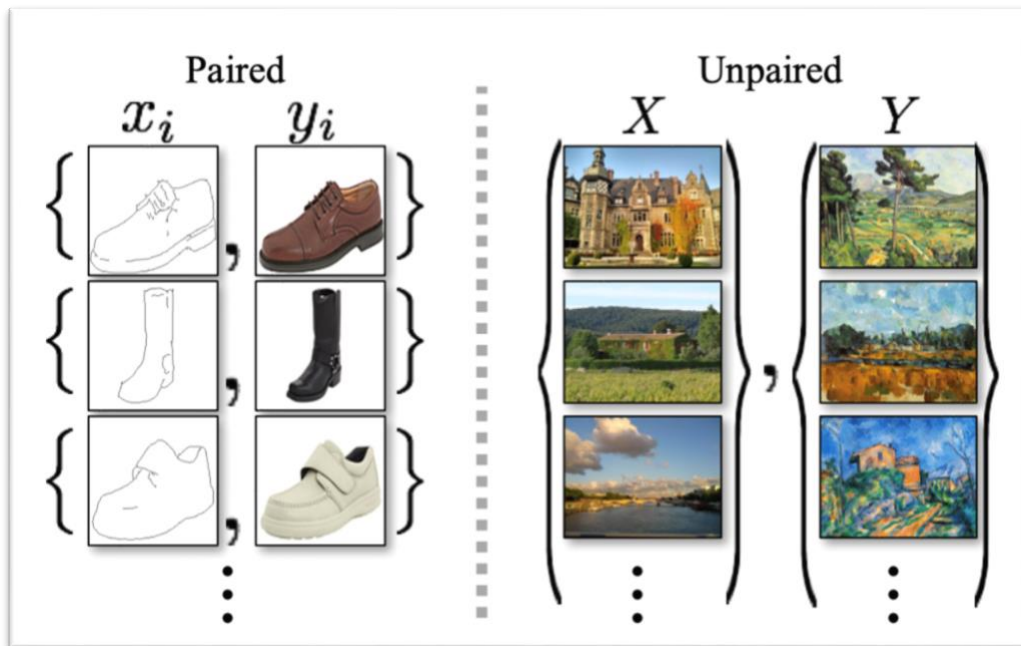 Paired
Unpaired
x_i
y_i
X
Y
{ , }
{ , }
{ , }
{ } , { }
⋮
⋮
⋮